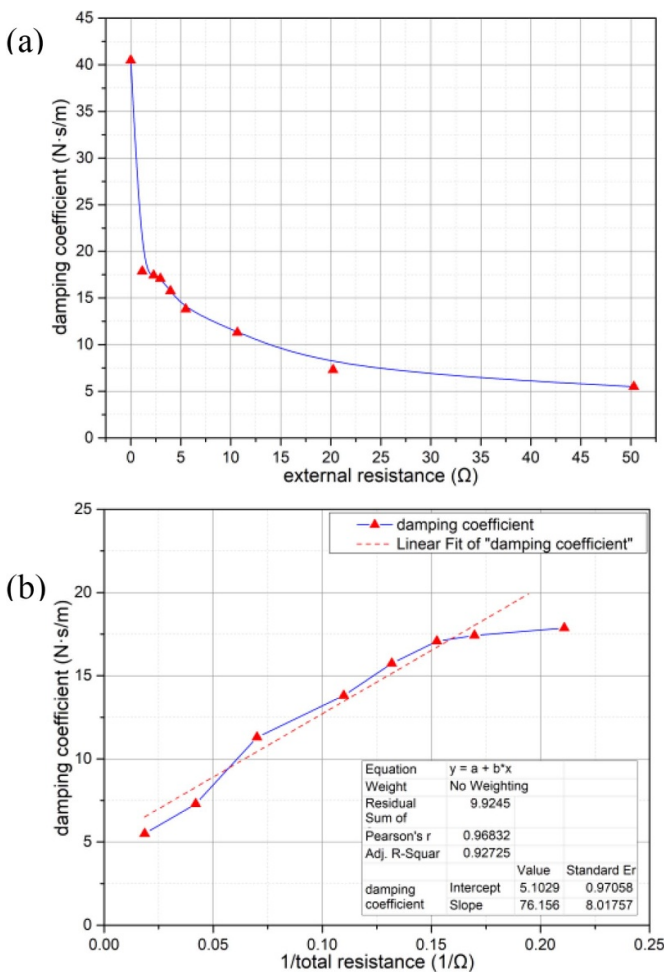 (a)
damping coefficient (N·s/m)
45
40
35
30
25
20
15
10
5
0
0 5 10 15 20 25 30 35 40 45 50
external resistance (Ω)
(b)
damping coefficient (N·s/m)
25
20
15
10
5
0
damping coefficient
Linear Fit of "damping coefficient"
Equation y = a + b*x
Weight No Weighting
Residual 9.9245
Sum of
Pearson's r 0.96832
Adj. R-Squar 0.92725
Value Standard Er
damping Intercept 5.1029 0.97058
coefficient Slope 76.156 8.01757
0.00 0.05 0.10 0.15 0.20 0.25
1/total resistance (1/Ω)